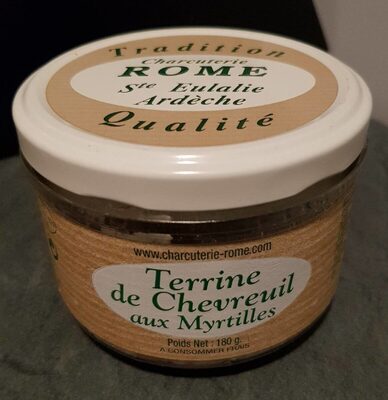 Tradition
Charcuterie
ROME
Ste Eulalie
Ardèche
Qualité
www.charcuterie-rome.com
Terrine
de Chevreuil
aux Myrtilles
Poids Net : 180 g.
A CONSOMMER FRAIS